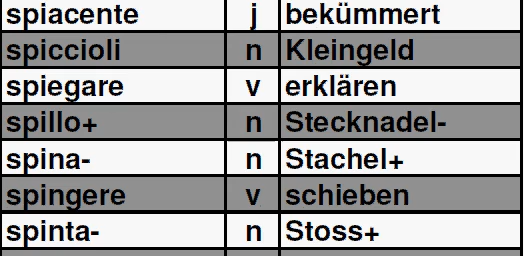 spiacente j bekümmert
spiccioli n Kleingeld
spiegare v erklären
spillo+ n Stecknadel-
spina- n Stachel+
spingere v schieben
spinta- n Stoss+